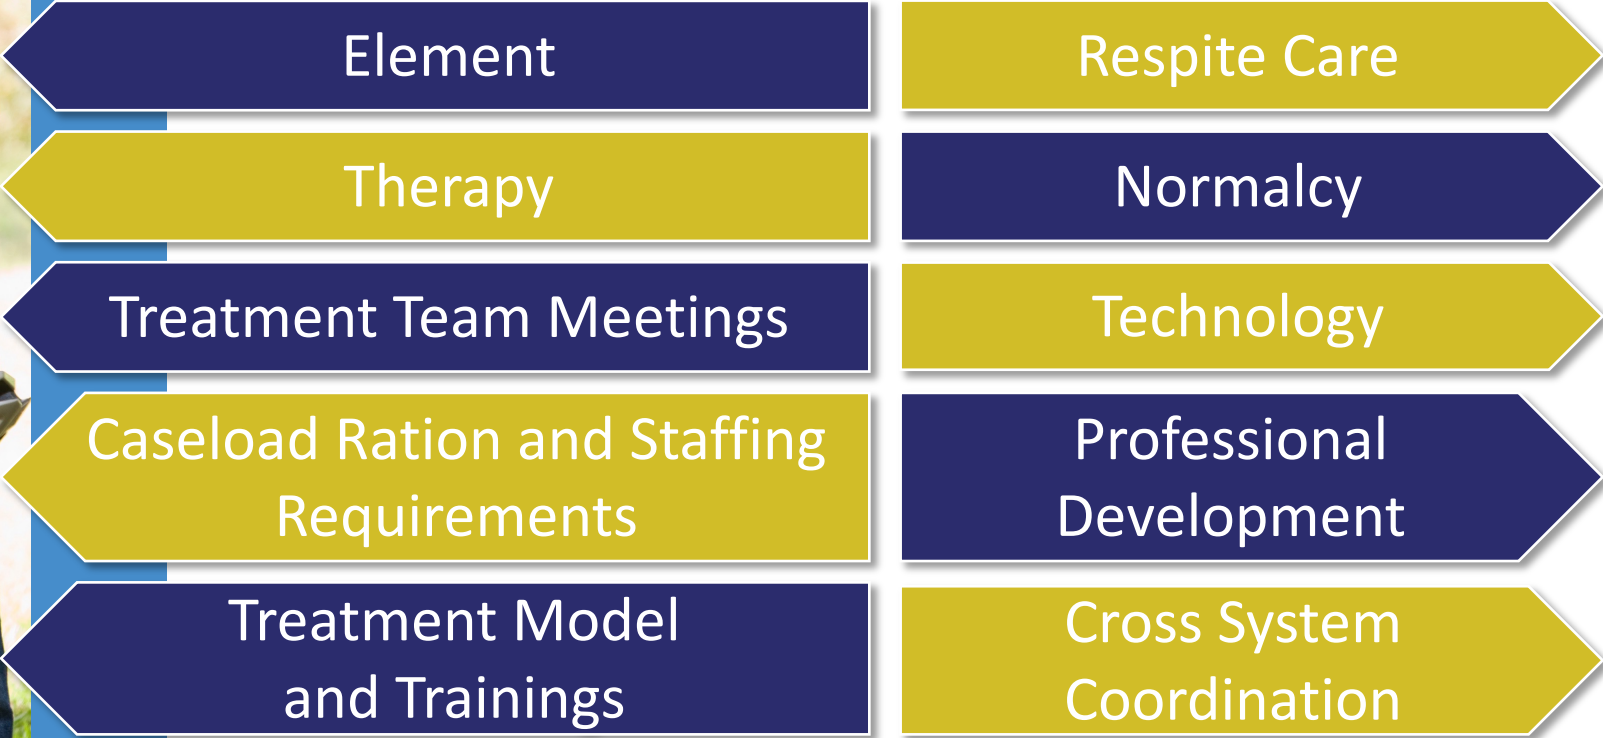 Element
Therapy
Treatment Team Meetings
Caseload Ration and Staffing
Requirements
Treatment Model
and Trainings
Respite Care
Normalcy
Technology
Professional
Development
Cross System
Coordination